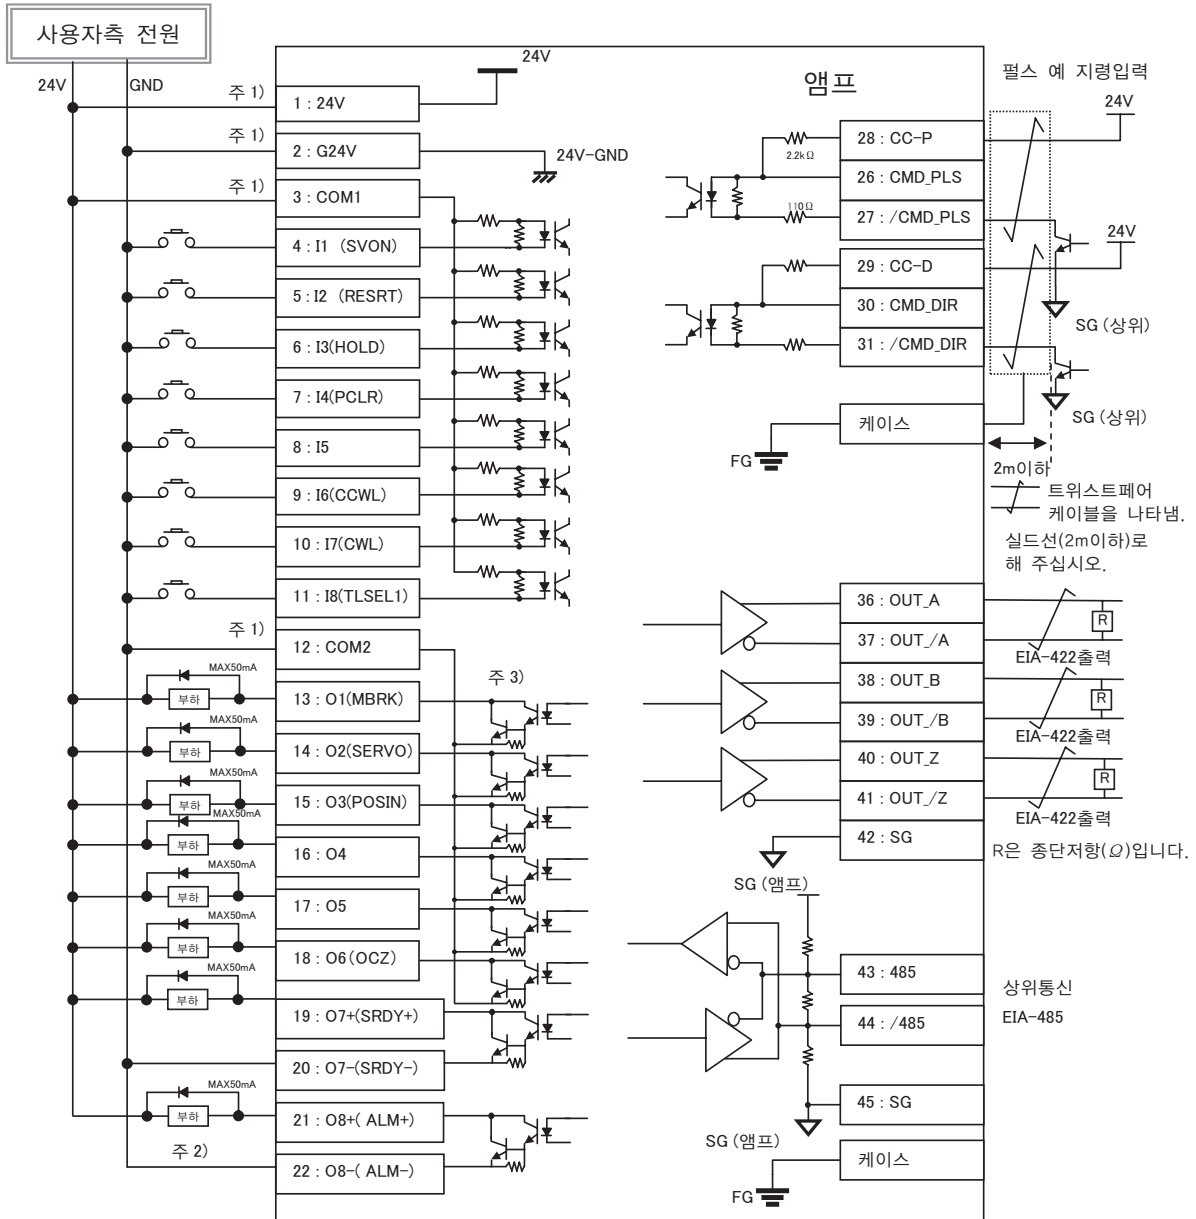 사용자측 전원
24V
GND
앰프
24V
24V-GND
주 1)
1 : 24V
주 1)
2 : G24V
주 1)
3 : COM1
4 : I1 (SVON)
5 : I2 (RESRT)
6 : I3(HOLD)
7 : I4(PCLR)
8 : I5
9 : I6(CCWL)
10 : I7(CWL)
11 : I8(TLSEL1)
주 1)
12 : COM2
주 3)
MAX50mA
부하
13 : O1(MBRK)
MAX50mA
부하
14 : O2(SERVO)
MAX50mA
부하
15 : O3(POSIN)
MAX50mA
부하
16 : O4
MAX50mA
부하
17 : O5
MAX50mA
부하
18 : O6(OCZ)
MAX50mA
부하
19 : O7+(SRDY+)
20 : O7-(SRDY-)
MAX50mA
부하
21 : O8+( ALM+)
주 2)
22 : O8-( ALM-)
펄스 예 지령입력
24V
28 : CC-P
2.2kΩ
26 : CMD_PLS
110Ω
27 : /CMD_PLS
24V
29 : CC-D
30 : CMD_DIR
SG (상위)
31 : /CMD_DIR
SG (상위)
케이스
FG
2m이하
트위스트페어
케이블을 나타냄.
실드선(2m이하)로
해 주십시오.
36 : OUT_A
R
37 : OUT_/A
EIA-422출력
38 : OUT_B
R
39 : OUT_/B
EIA-422출력
40 : OUT_Z
R
41 : OUT_/Z
EIA-422출력
42 : SG
R은 종단저항(Ω)입니다.
SG (앰프)
43 : 485
상위통신
44 : /485
EIA-485
45 : SG
SG (앰프)
케이스
FG